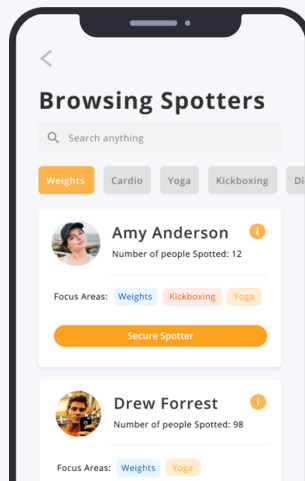 Browsing Spotters
Search anything
Weights Cardio Yoga Kickboxing Di
Amy Anderson i
Number of people Spotted: 12
Focus Areas: Weights Kickboxing Yoga
Secure Spotter
Drew Forrest i
Number of people Spotted: 98
Focus Areas: Weights Yoga